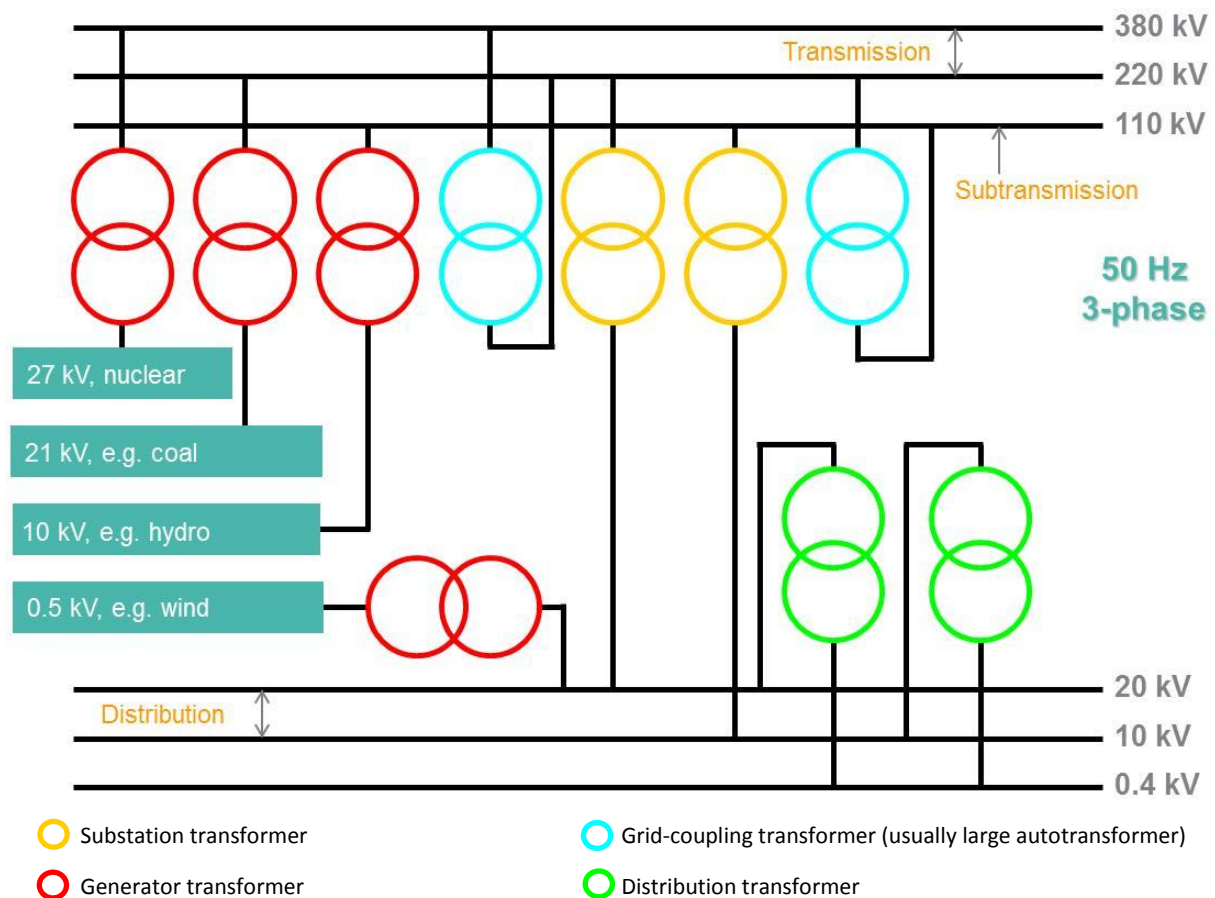 380 kV
Transmission
220 kV
110 kV
Subtransmission
50 Hz
3-phase
27 kV, nuclear
21 kV, e.g. coal
10 kV, e.g. hydro
0.5 kV, e.g. wind
20 kV
Distribution
10 kV
0.4 kV
Substation transformer
Grid-coupling transformer (usually large autotransformer)
Generator transformer
Distribution transformer